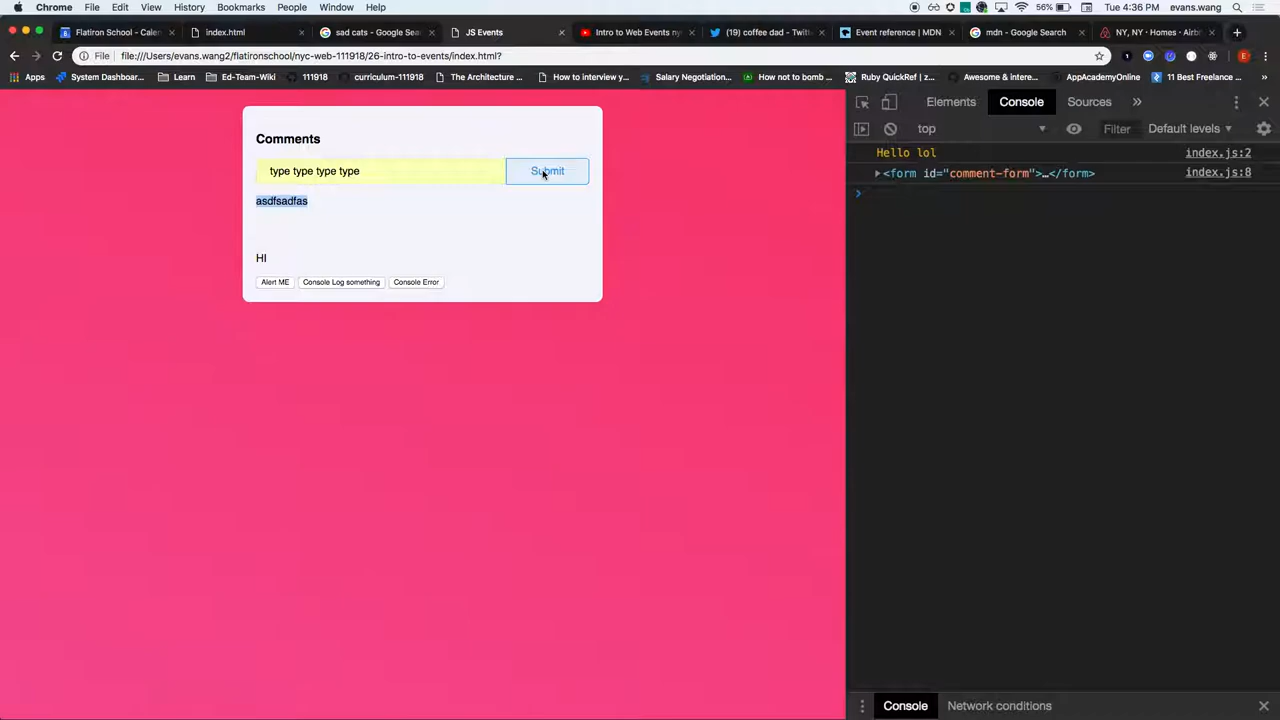 Chrome File Edit View History Bookmarks People Window Help 56% Tue 4:36 PM evans.wang
Flatiron School - Calen index.html sad cats - Google Sea JS Events Intro to Web Events nyc (19) coffee dad - Twitte Event reference | MDN mdn - Google Search NY, NY · Homes · Airbn
File file:///Users/evans.wang2/flatironschool/nyc-web-111918/26-intro-to-events/index.html?
Apps System Dashboar... Learn Ed-Team-Wiki 111918 curriculum-111918 The Architecture ... How to interview y... Salary Negotiation... How not to bomb ... Ruby QuickRef | z... Awesome & intere... AppAcademyOnline 11 Best Freelance ... »
Elements Console Sources »
top Filter Default levels
Hello lol index.js:2
<form id="comment-form">…</form> index.js:8
Comments
type type type type Submit
asdfsadfas
HI
Alert ME Console Log something Console Error
Console Network conditions